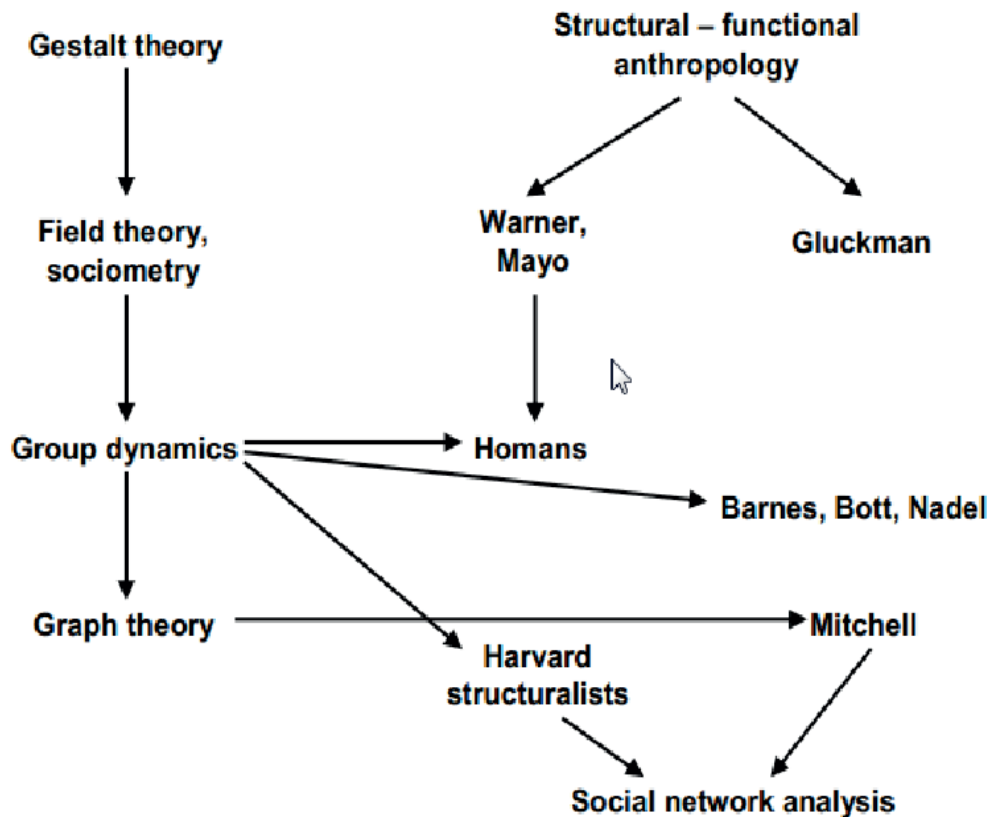 Gestalt theory
Structural – functional
anthropology
Field theory,
sociometry
Warner,
Mayo
Gluckman
Group dynamics
Homans
Barnes, Bott, Nadel
Graph theory
Mitchell
Harvard
structuralists
Social network analysis